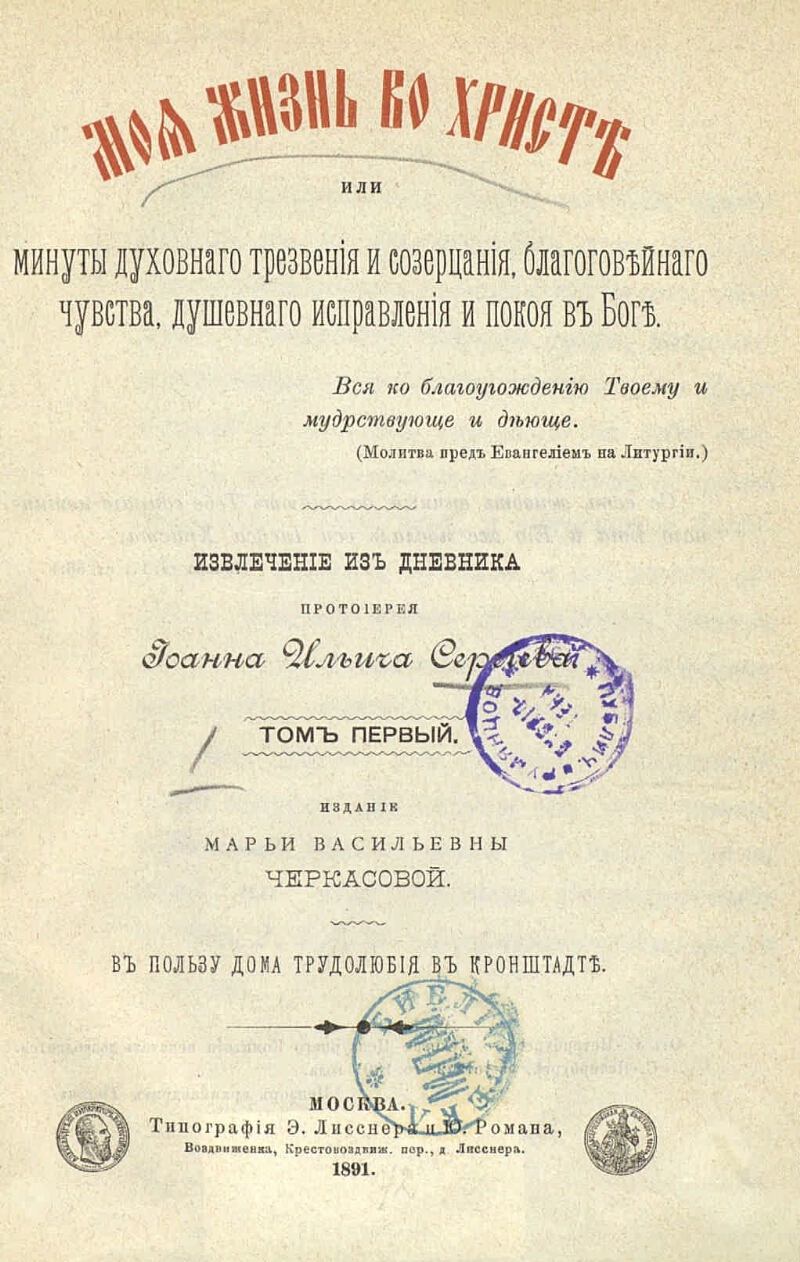 МОЯ ЖИЗНЬ ВО ХРИСТѢ
ИЛИ
МИНУТЫ ДУХОВНАГО ТРЕЗВЕНІЯ И СОЗЕРЦАНІЯ, БЛАГОГОВѢЙНАГО
ЧУВСТВА, ДУШЕВНАГО ИСПРАВЛЕНІЯ И ПОКОЯ ВЪ БОГѢ.
Вся ко благоугожденію Твоему и
мудрствующе и дѣюще.
(Молитва предъ Евангеліемъ на Литургіи.)
ИЗВЛЕЧЕНІЕ ИЗЪ ДНЕВНИКА
ПРОТОІЕРЕЯ
Іоанна Ильича Сергіева
ТОМЪ ПЕРВЫЙ.
ИЗДАНІЕ
МАРЬИ ВАСИЛЬЕВНЫ
ЧЕРКАСОВОЙ.
ВЪ ПОЛЬЗУ ДОМА ТРУДОЛЮБІЯ ВЪ КРОНШТАДТѢ.
МОСКВА.
Типографія Э. Лисснера и Ю. Романа,
Воздвиженка, Крестовоздвиж. пер., д Лисснера.
1891.